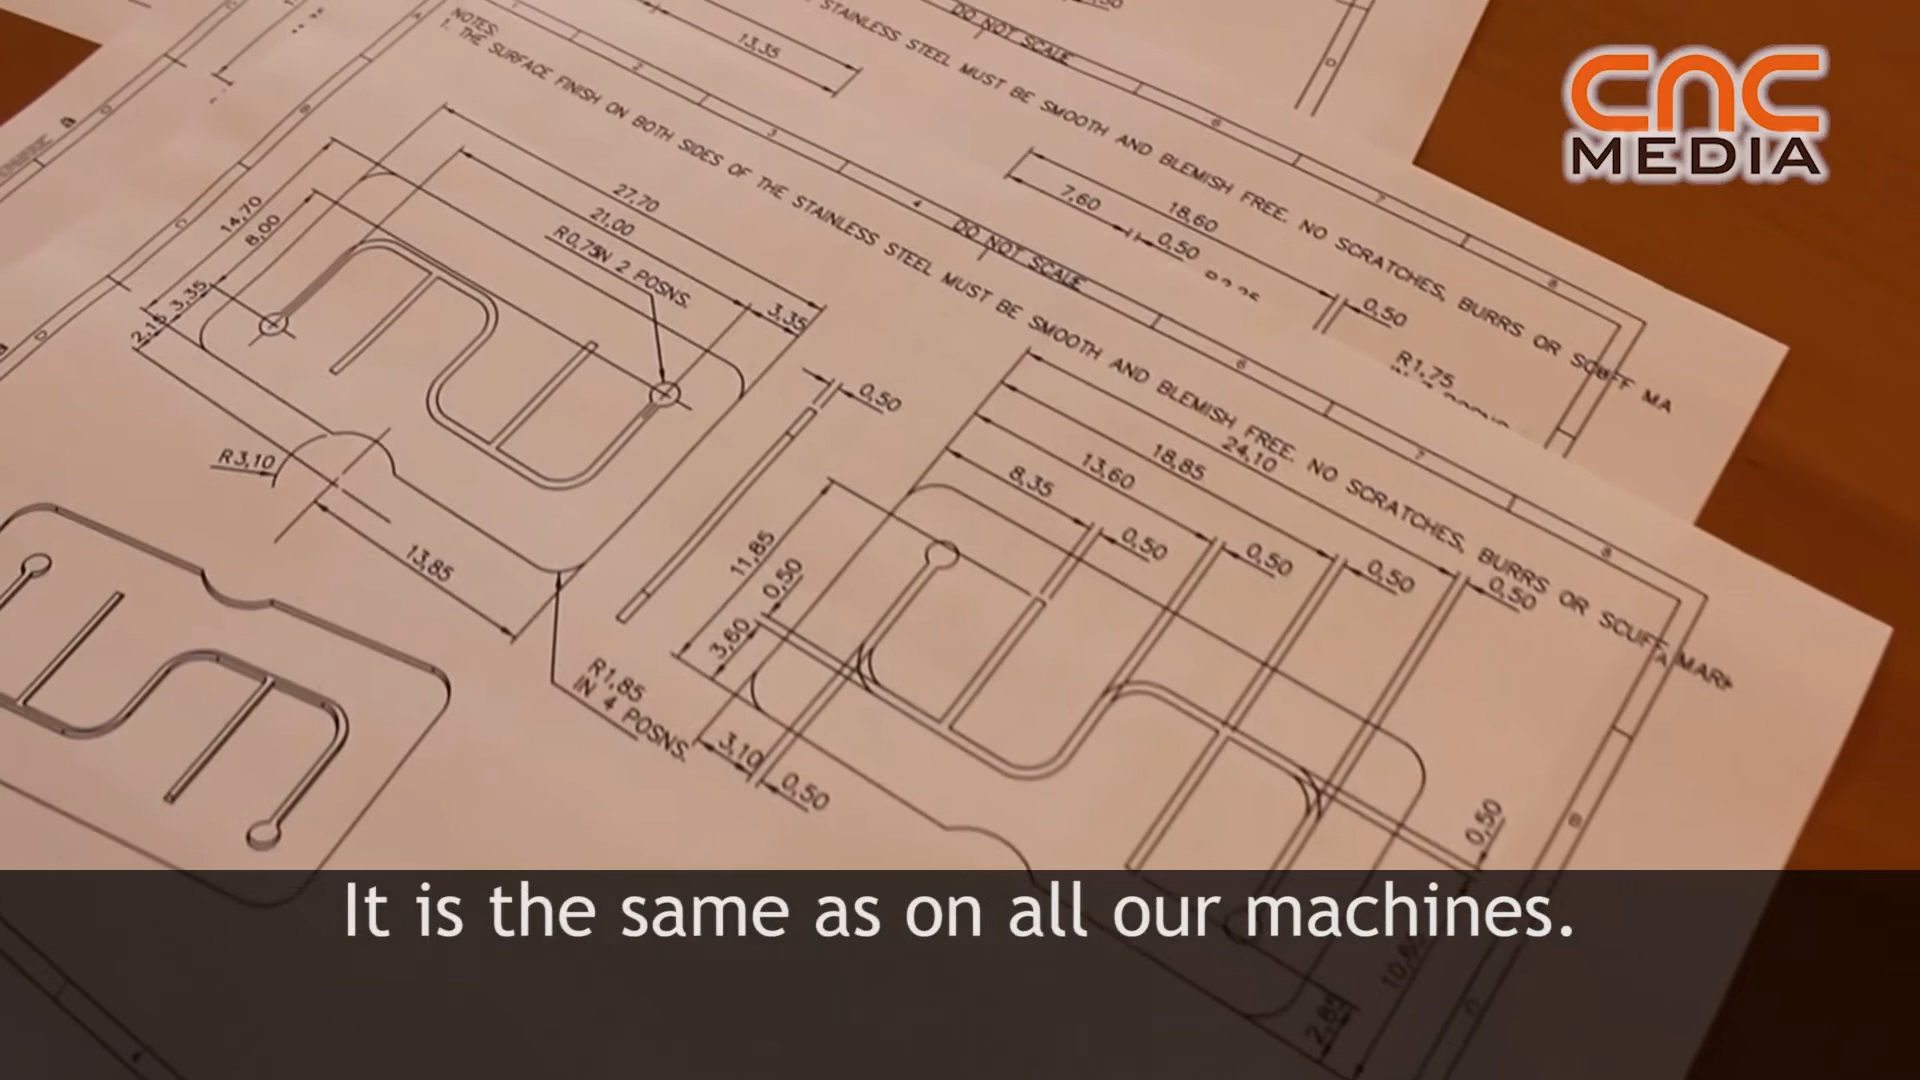 CNC
MEDIA
13,35
DO NOT SCALE
STAINLESS STEEL MUST BE SMOOTH AND BLEMISH FREE. NO SCRATCHES, BURRS OR SCUFF MA
NOTES:
1. THE SURFACE FINISH ON BOTH SIDES OF THE STAINLESS STEEL MUST BE SMOOTH AND BLEMISH FREE. NO SCRATCHES, BURRS OR SCUFF MARK
DO NOT SCALE
7,60
18,60
0,50
0,50
R1,75
27,70
21,00
R0,75
IN 2 POSNS.
14,70
8,00
3,35
2,15
3,35
R3,10
13,85
0,50
R1,85
IN 4 POSNS.
24,10
18,85
13,60
8,35
0,50
0,50
0,50
0,50
11,85
0,50
3,60
3,10
0,50
0,50
2,85
It is the same as on all our machines.